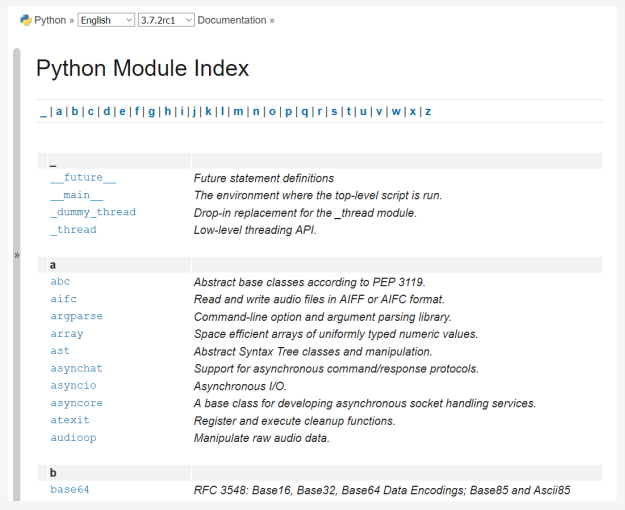 Python » English 3.7.2rc1 Documentation »
Python Module Index
_ | a | b | c | d | e | f | g | h | i | j | k | l | m | n | o | p | q | r | s | t | u | v | w | x | z
_
__future__ Future statement definitions
__main__ The environment where the top-level script is run.
_dummy_thread Drop-in replacement for the _thread module.
_thread Low-level threading API.
»
a
abc Abstract base classes according to PEP 3119.
aifc Read and write audio files in AIFF or AIFC format.
argparse Command-line option and argument parsing library.
array Space efficient arrays of uniformly typed numeric values.
ast Abstract Syntax Tree classes and manipulation.
asynchat Support for asynchronous command/response protocols.
asyncio Asynchronous I/O.
asyncore A base class for developing asynchronous socket handling services.
atexit Register and execute cleanup functions.
audioop Manipulate raw audio data.
b
base64 RFC 3548: Base16, Base32, Base64 Data Encodings; Base85 and Ascii85